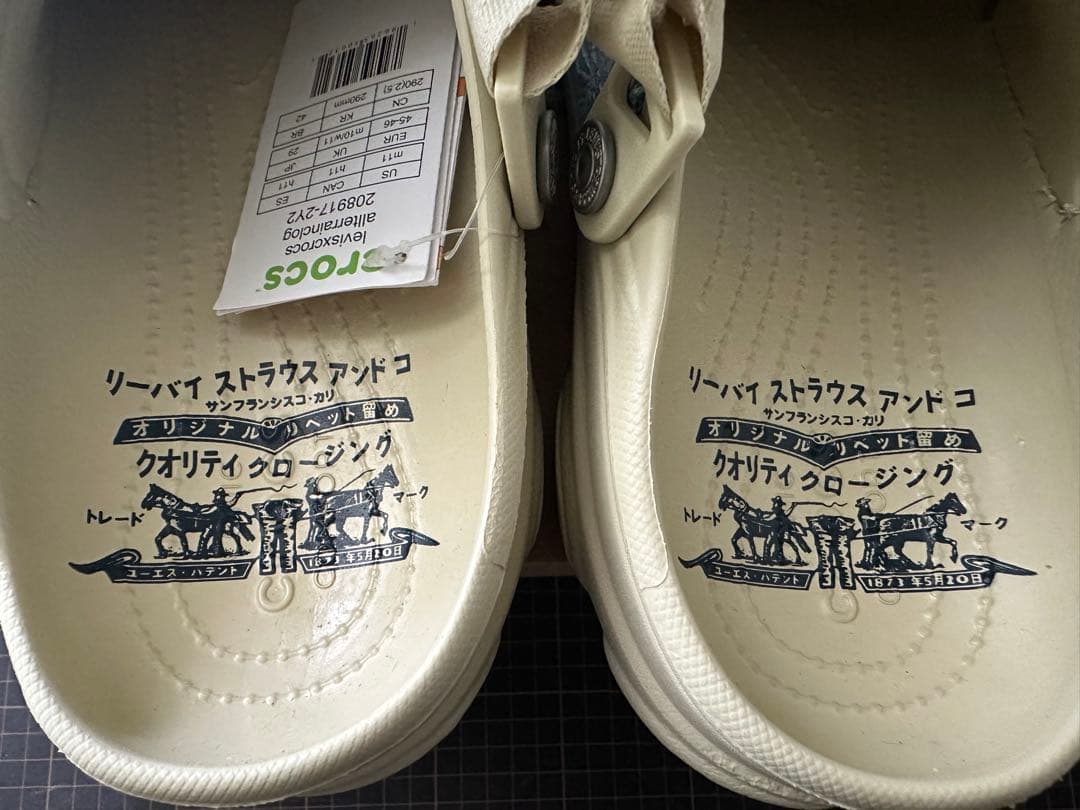 crocs™
levisxcrocs
allterrainclog
208917-2Y2
US CAN ES
m11 h11 h11
EUR UK JP
45-46 m10/w11 29
CN KR BR
290(2.5) 290mm 42
リーバイ ストラウス アンド コ
サンフランシスコ・カリ
オリジナル リベット留め
クオリティ クロージング
トレード マーク
ユーエス・パテント 1873年5月20日
リーバイ ストラウス アンド コ
サンフランシスコ・カリ
オリジナル リベット留め
クオリティ クロージング
トレード マーク
ユーエス・パテント 1873年5月20日